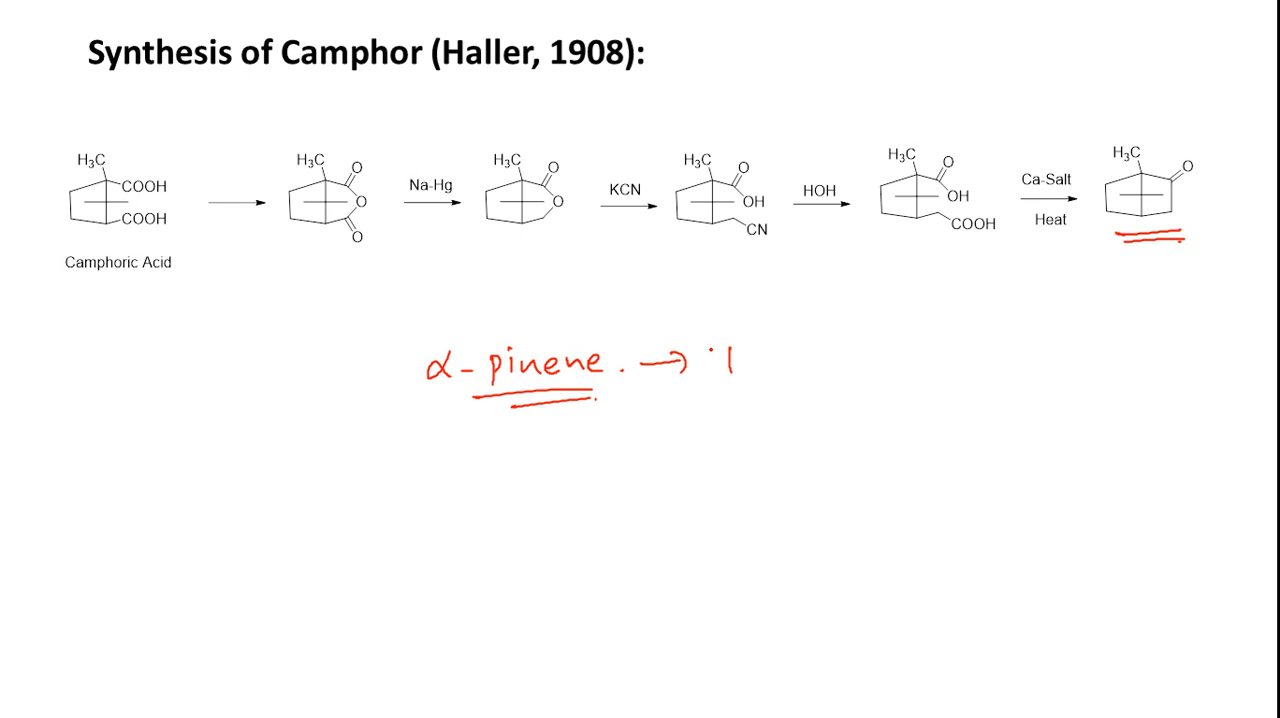 Synthesis of Camphor (Haller, 1908):
H₃C COOH COOH
Camphoric Acid
H₃C O O O
Na-Hg
H₃C O O
KCN
H₃C O OH CN
HOH
H₃C O OH COOH
Ca-Salt
Heat
H₃C O
α - pinene. →